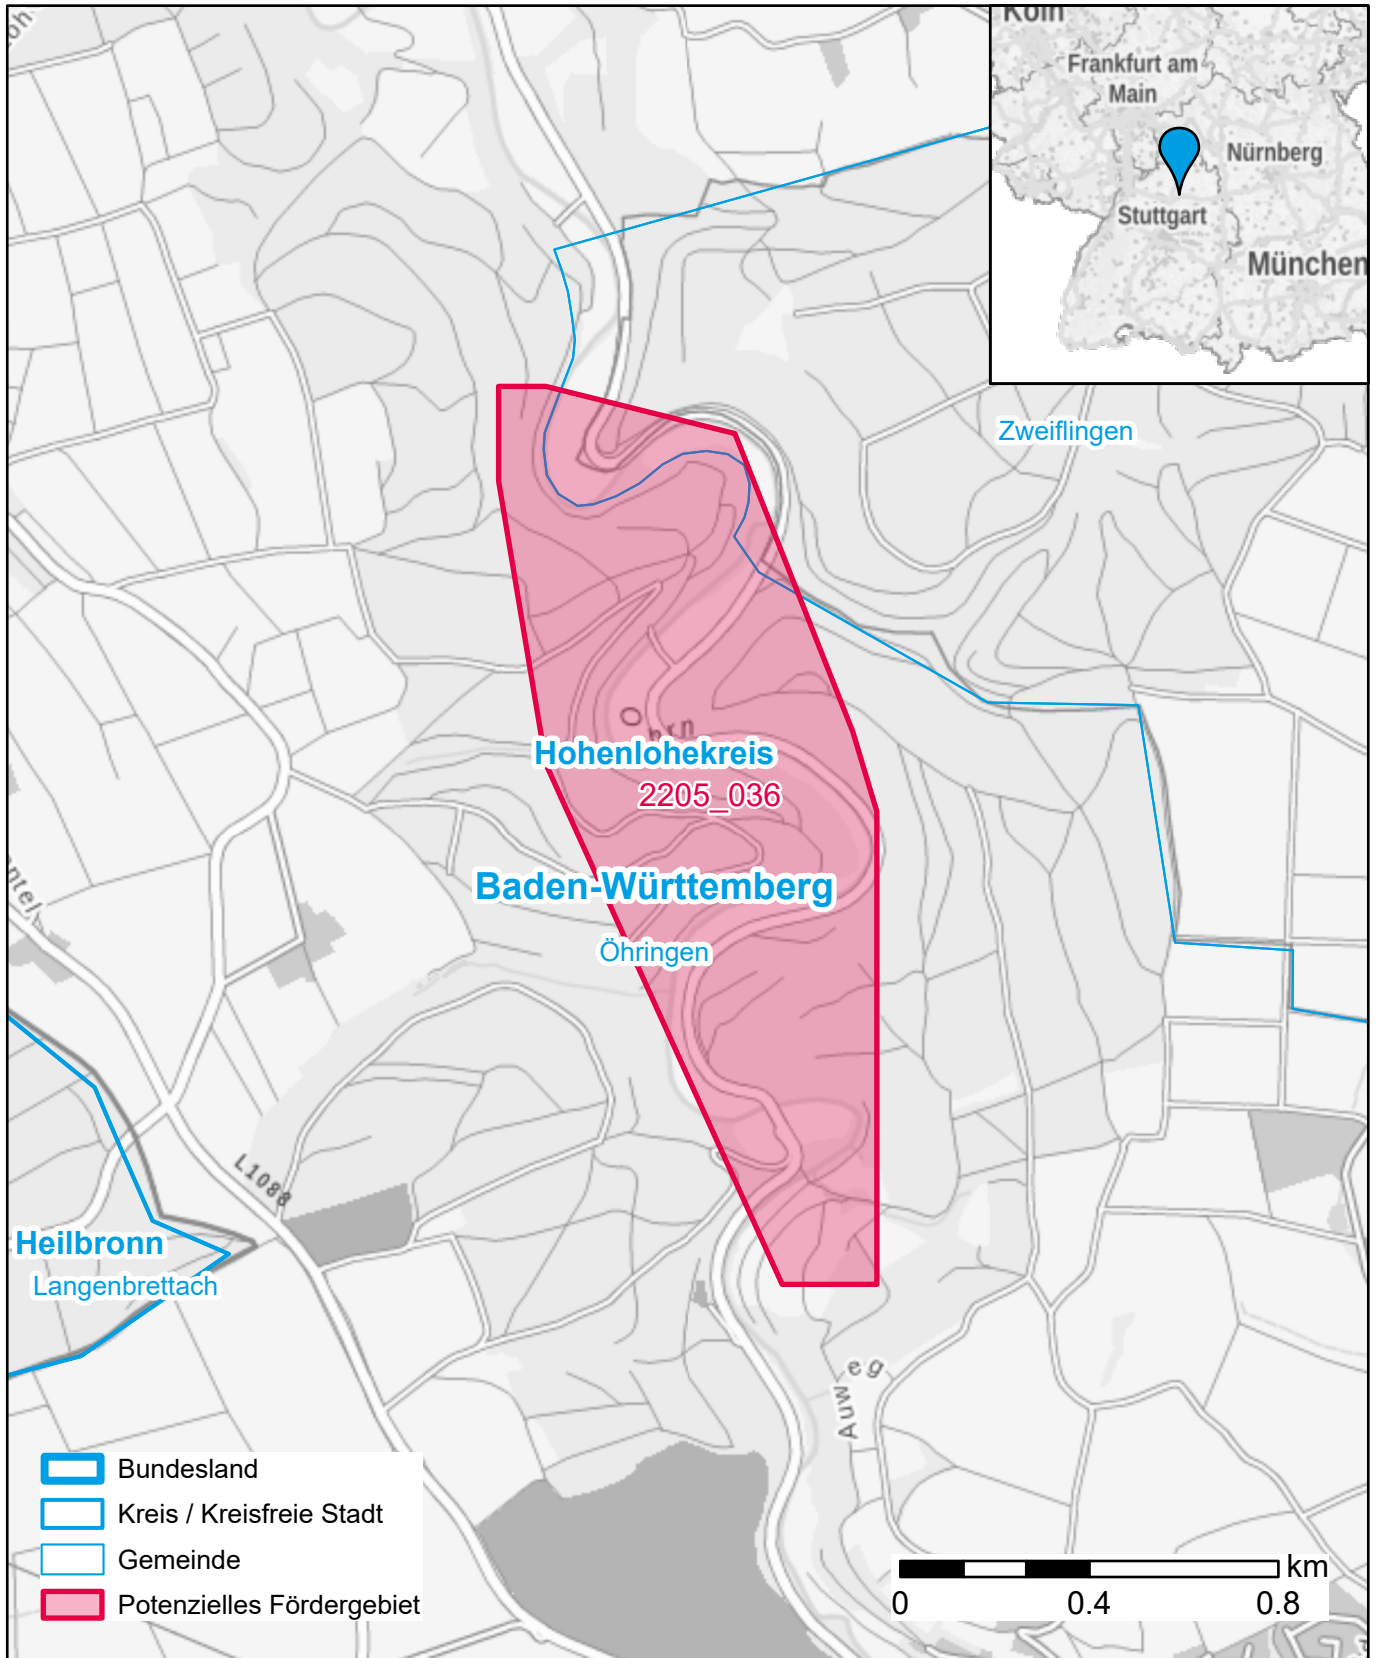 Köln
Frankfurt am
Main
Nürnberg
Stuttgart
München
Zweiflingen
Ohrn
Hohenlohekreis
2205_036
Baden-Württemberg
Öhringen
L1088
Heilbronn
Langenbrettach
Auweg
Bundesland
Kreis / Kreisfreie Stadt
Gemeinde
Potenzielles Fördergebiet
km
0 0.4 0.8